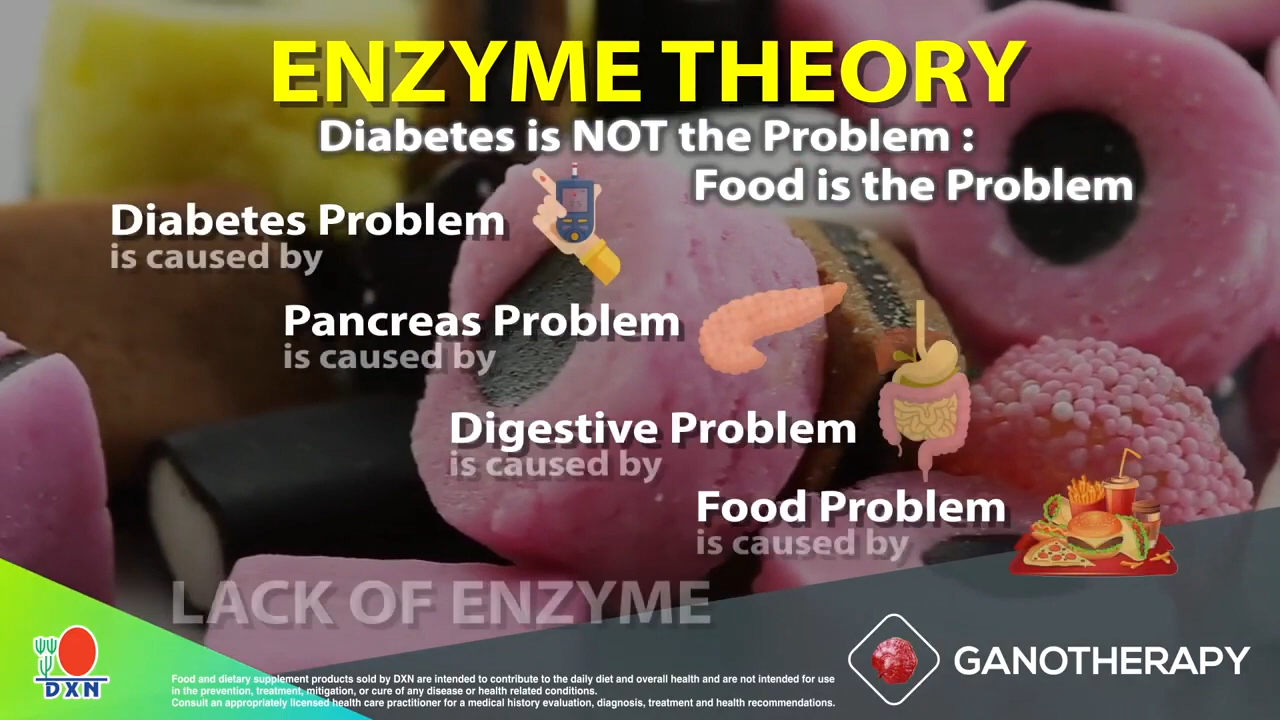 ENZYME THEORY
Diabetes is NOT the Problem :
Food is the Problem
Diabetes Problem
is caused by
Pancreas Problem
is caused by
Digestive Problem
is caused by
Food Problem
is caused by
LACK OF ENZYME
DXN
Food and dietary supplement products sold by DXN are intended to contribute to the daily diet and overall health and are not intended for use
in the prevention, treatment, mitigation, or cure of any disease or health related conditions.
Consult an appropriately licensed health care practitioner for a medical history evaluation, diagnosis, treatment and health recommendations.
GANOTHERAPY